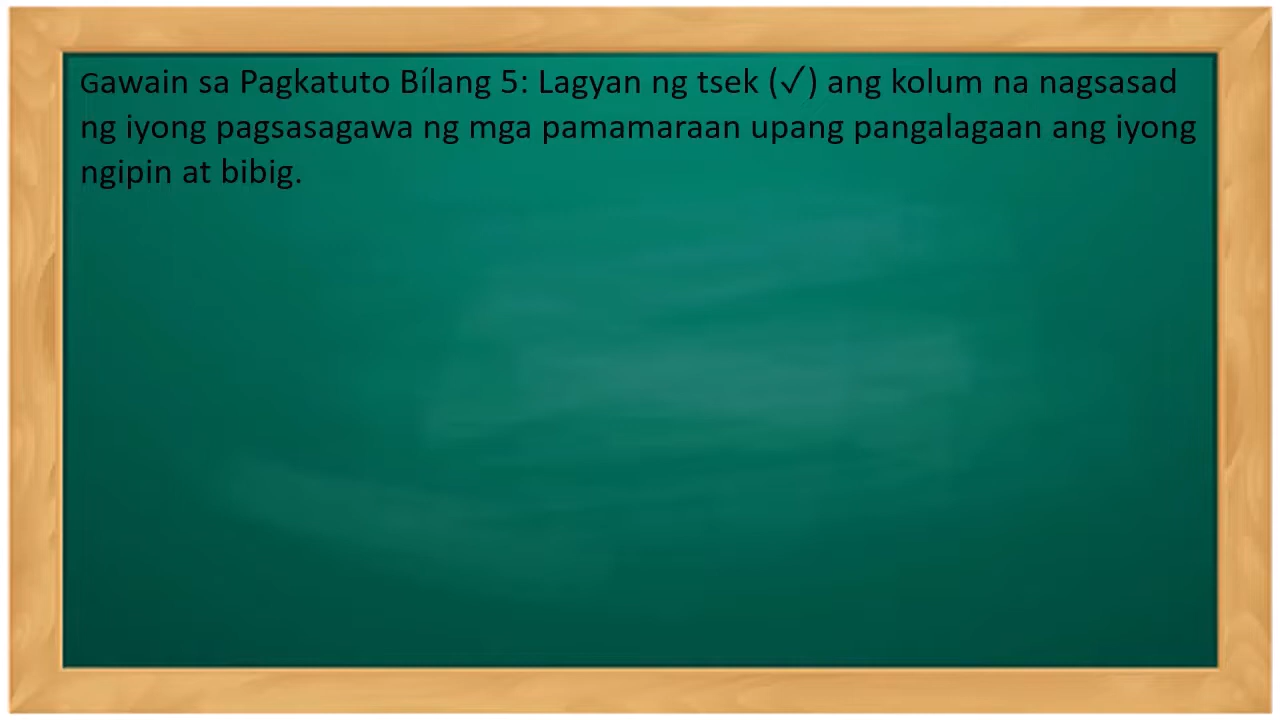 Gawain sa Pagkatuto Bílang 5: Lagyan ng tsek (✓) ang kolum na nagsasad
ng iyong pagsasagawa ng mga pamamaraan upang pangalagaan ang iyong
ngipin at bibig.